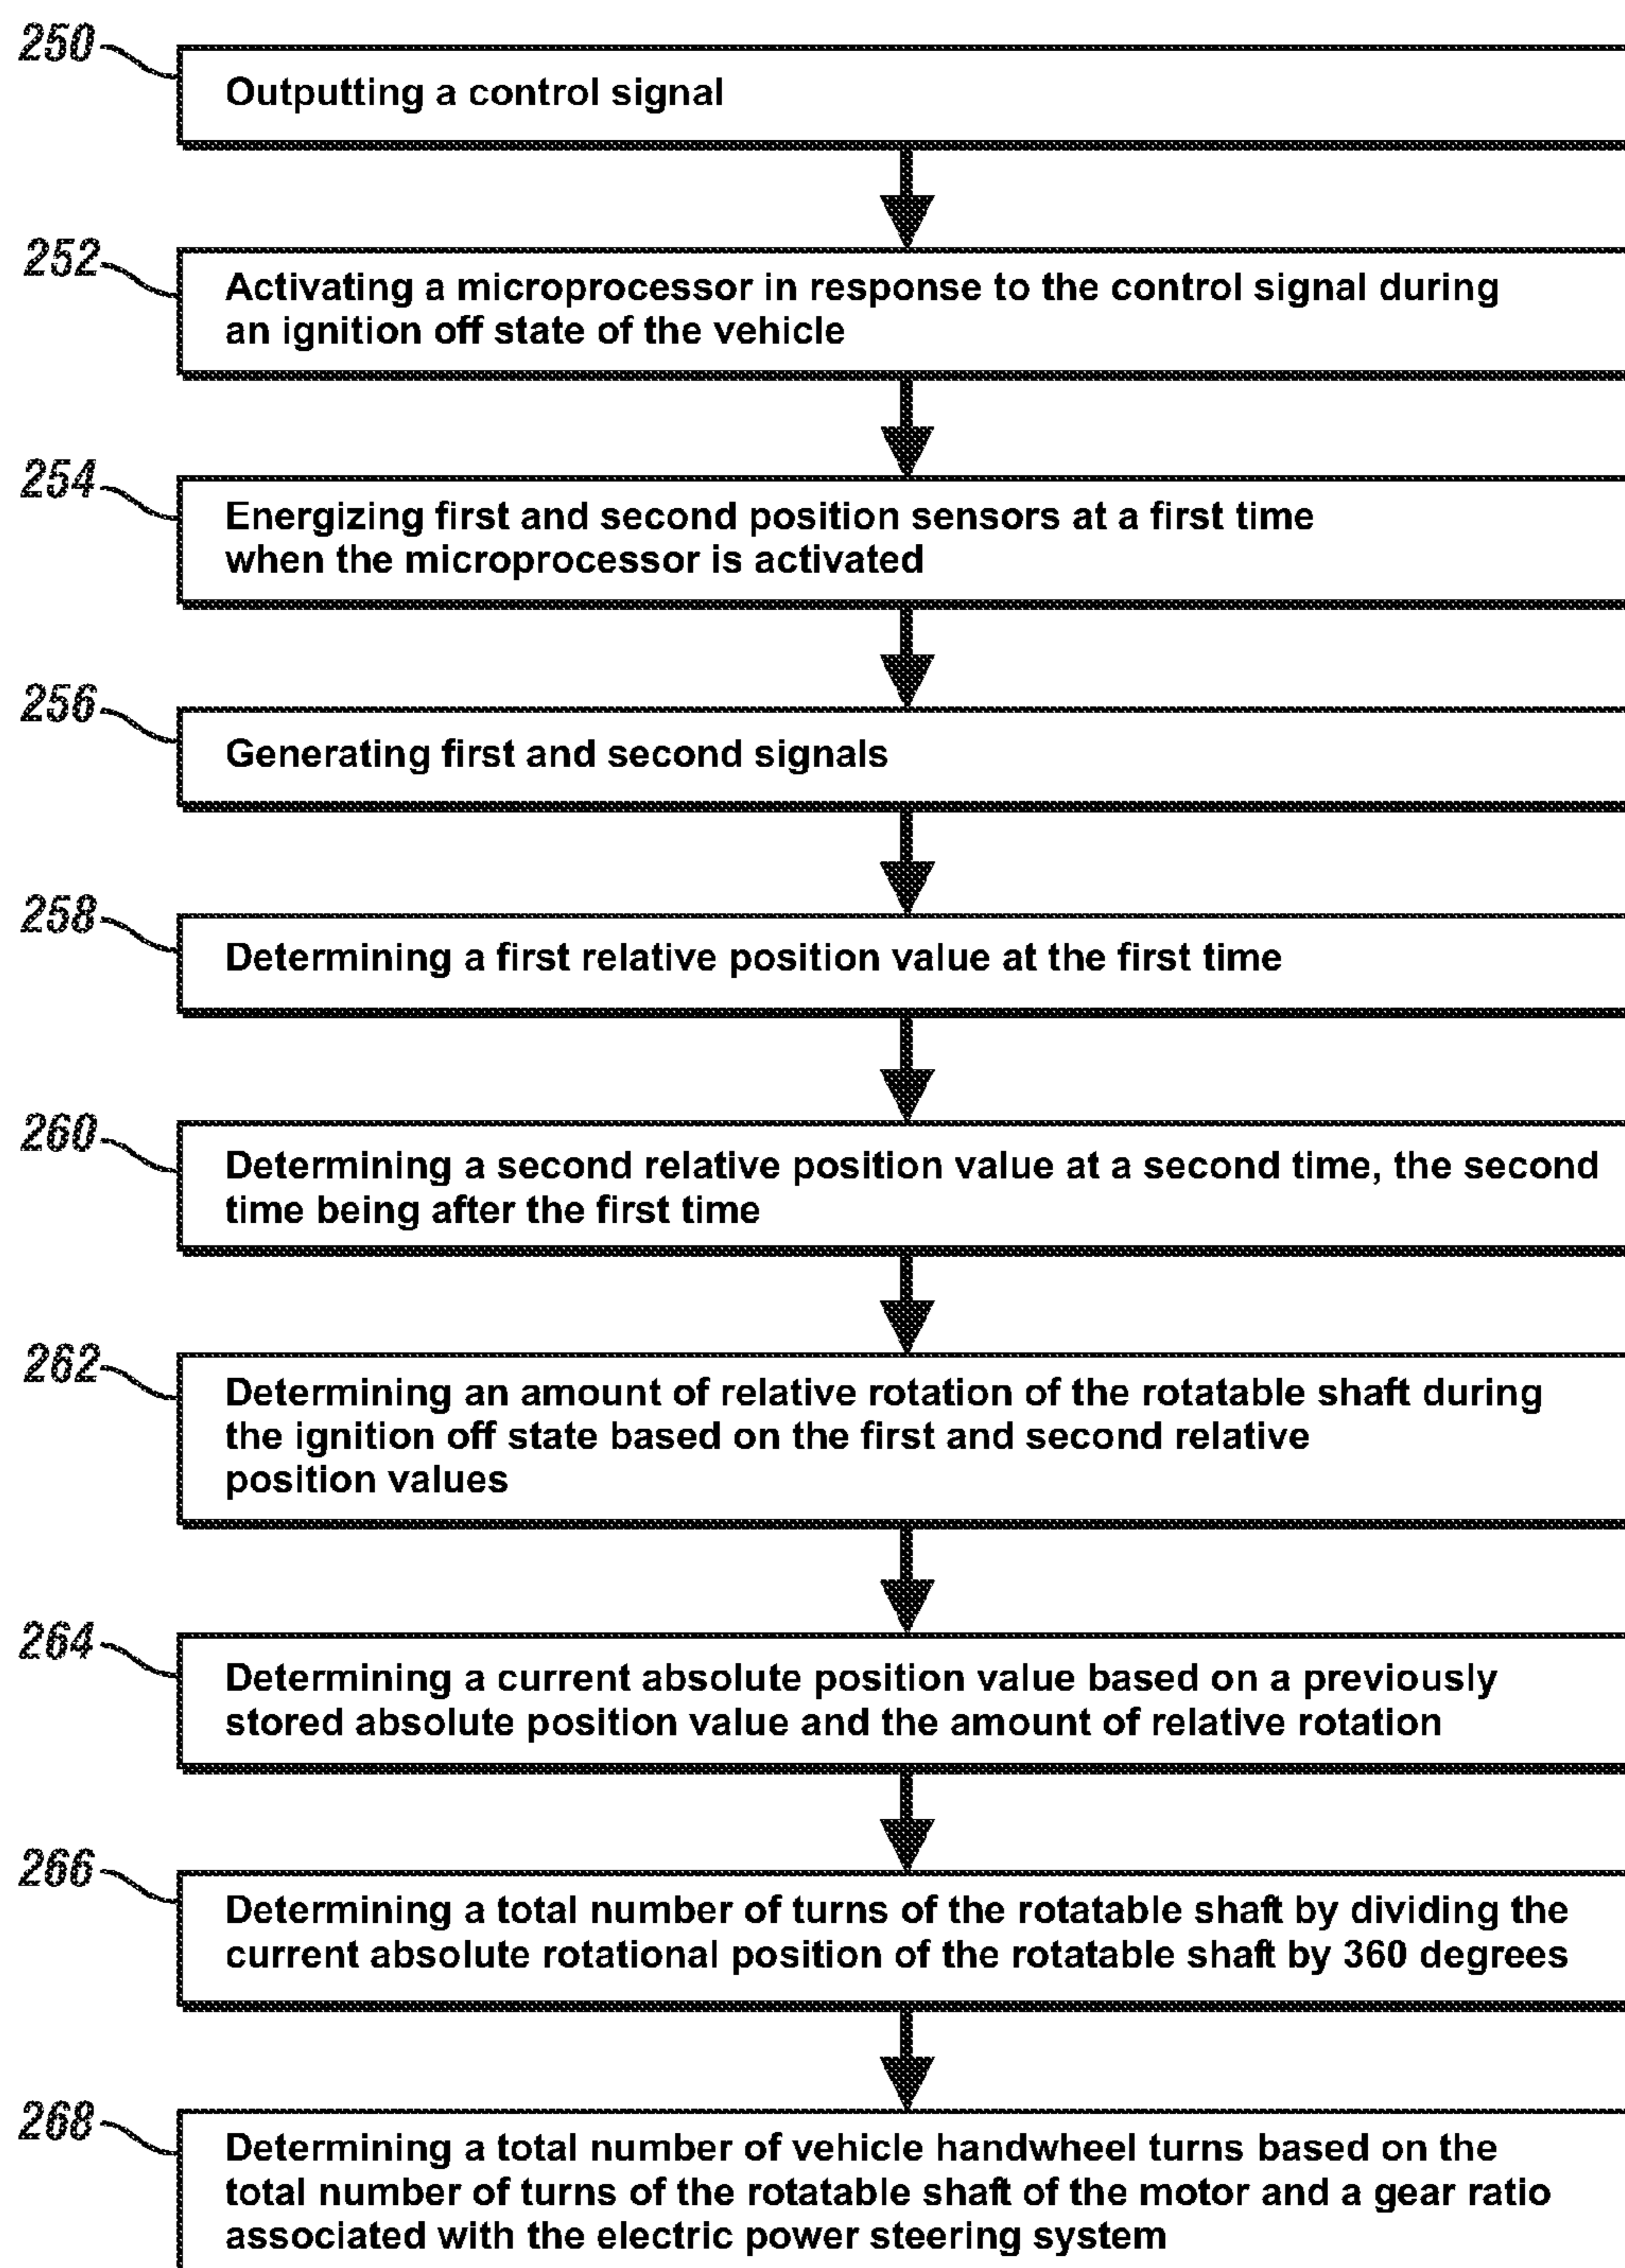 250
Outputting a control signal
252
Activating a microprocessor in response to the control signal during
an ignition off state of the vehicle
254
Energizing first and second position sensors at a first time
when the microprocessor is activated
256
Generating first and second signals
258
Determining a first relative position value at the first time
260
Determining a second relative position value at a second time, the second
time being after the first time
262
Determining an amount of relative rotation of the rotatable shaft during
the ignition off state based on the first and second relative
position values
264
Determining a current absolute position value based on a previously
stored absolute position value and the amount of relative rotation
266
Determining a total number of turns of the rotatable shaft by dividing the
current absolute rotational position of the rotatable shaft by 360 degrees
268
Determining a total number of vehicle handwheel turns based on the
total number of turns of the rotatable shaft of the motor and a gear ratio
associated with the electric power steering system